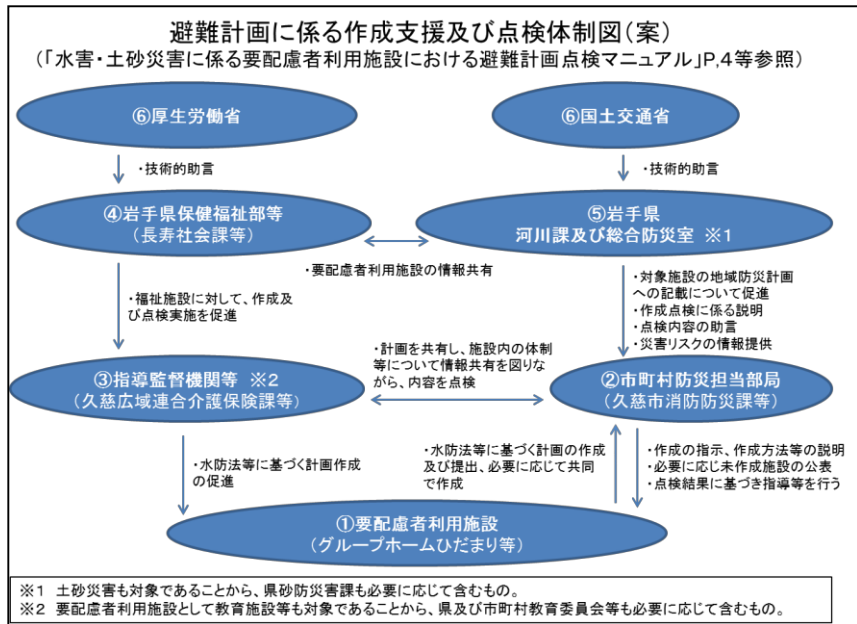 避難計画に係る作成支援及び点検体制図(案)
(「水害・土砂災害に係る要配慮者利用施設における避難計画点検マニュアル」P,4等参照)
⑥厚生労働省
⑥国土交通省
・技術的助言
・技術的助言
④岩手県保健福祉部等
(長寿社会課等)
⑤岩手県
河川課及び総合防災室 ※1
・要配慮者利用施設の情報共有
・福祉施設に対して、作成及
び点検実施を促進
・対象施設の地域防災計画
への記載について促進
・作成点検に係る説明
・点検内容の助言
・災害リスクの情報提供
・計画を共有し、施設内の体制
等について情報共有を図りな
がら、内容を点検
③指導監督機関等 ※2
(久慈広域連合介護保険課等)
②市町村防災担当部局
(久慈市消防防災課等)
・水防法等に基づく計画作成
の促進
・水防法等に基づく計画の作成
及び提出、必要に応じて共同
で作成
・作成の指示、作成方法等の説明
・必要に応じ未作成施設の公表
・点検結果に基づき指導等を行う
①要配慮者利用施設
(グループホームひだまり等)
※1 土砂災害も対象であることから、県砂防災害課も必要に応じて含むもの。
※2 要配慮者利用施設として教育施設等も対象であることから、県及び市町村教育委員会等も必要に応じて含むもの。